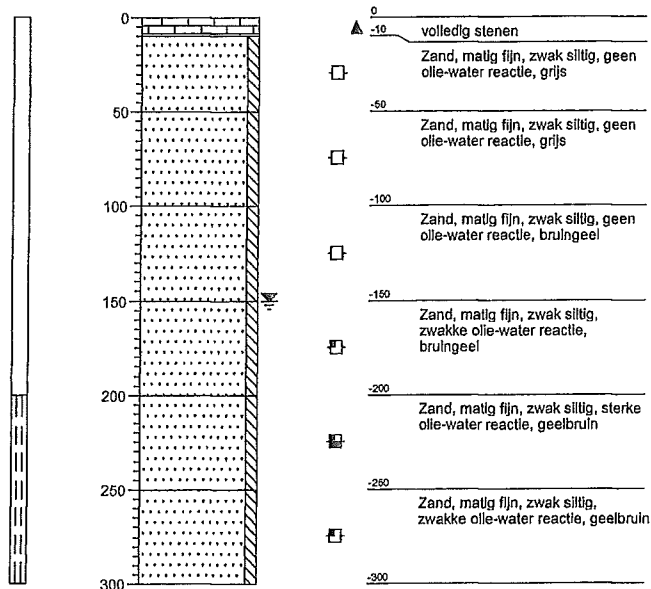 0
50
100
150
200
250
300
0
volledig stenen
-10
Zand, matig fijn, zwak siltig, geen
olie-water reactie, grijs
-50
Zand, matig fijn, zwak siltig, geen
olie-water reactie, grijs
-100
Zand, matig fijn, zwak siltig, geen
olie-water reactie, bruingeel
-150
Zand, matig fijn, zwak siltig,
zwakke olie-water reactie,
bruingeel
-200
Zand, matig fijn, zwak siltig, sterke
olie-water reactie, geelbruin
-250
Zand, matig fijn, zwak siltig,
zwakke olie-water reactie, geelbruin
-300